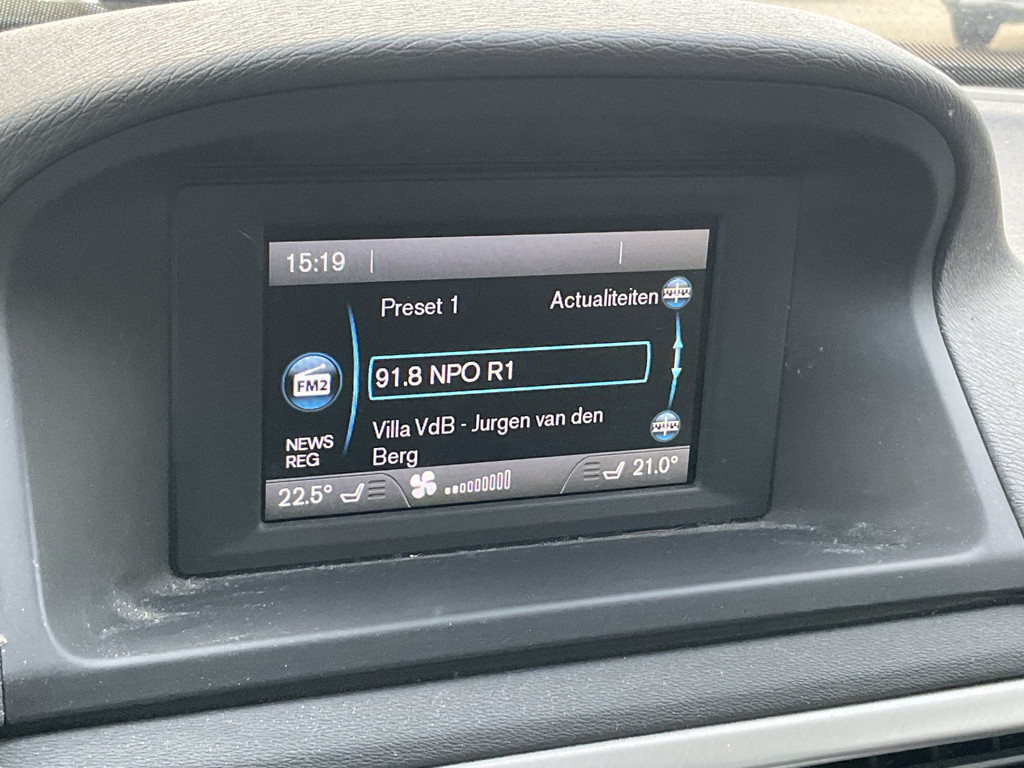 15:19
Preset 1 Actualiteiten
FM2
91.8 NPO R1
Villa VdB - Jurgen van den
Berg
NEWS
REG
22.5° 21.0°